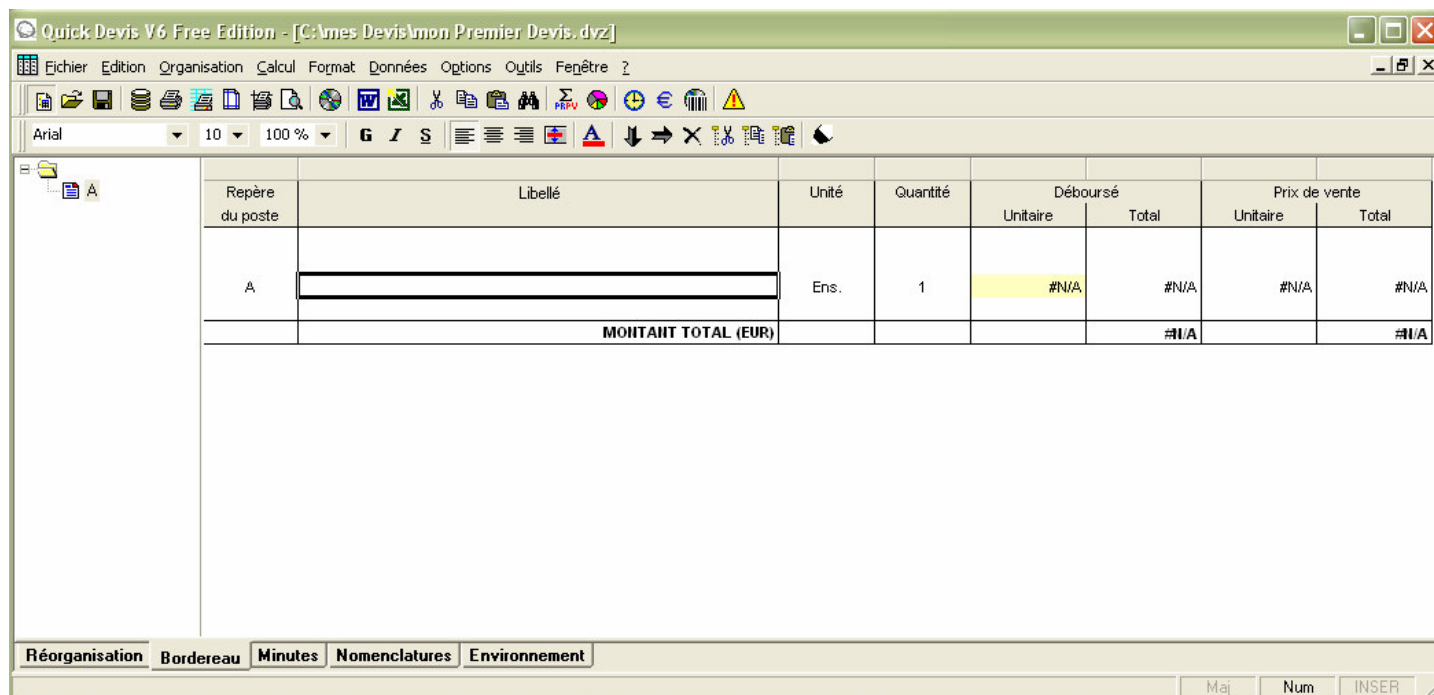 Quick Devis V6 Free Edition - [C:\mes Devis\mon Premier Devis.dvz]
Fichier Edition Organisation Calcul Format Données Options Outils Fenêtre ?
Arial 10 100 % G I S
A
Repère du poste Libellé Unité Quantité Déboursé Prix de vente
Unitaire Total Unitaire Total
A Ens. 1 #N/A #N/A #N/A #N/A
MONTANT TOTAL (EUR) #N/A #N/A
Réorganisation Bordereau Minutes Nomenclatures Environnement
Maj Num INSER